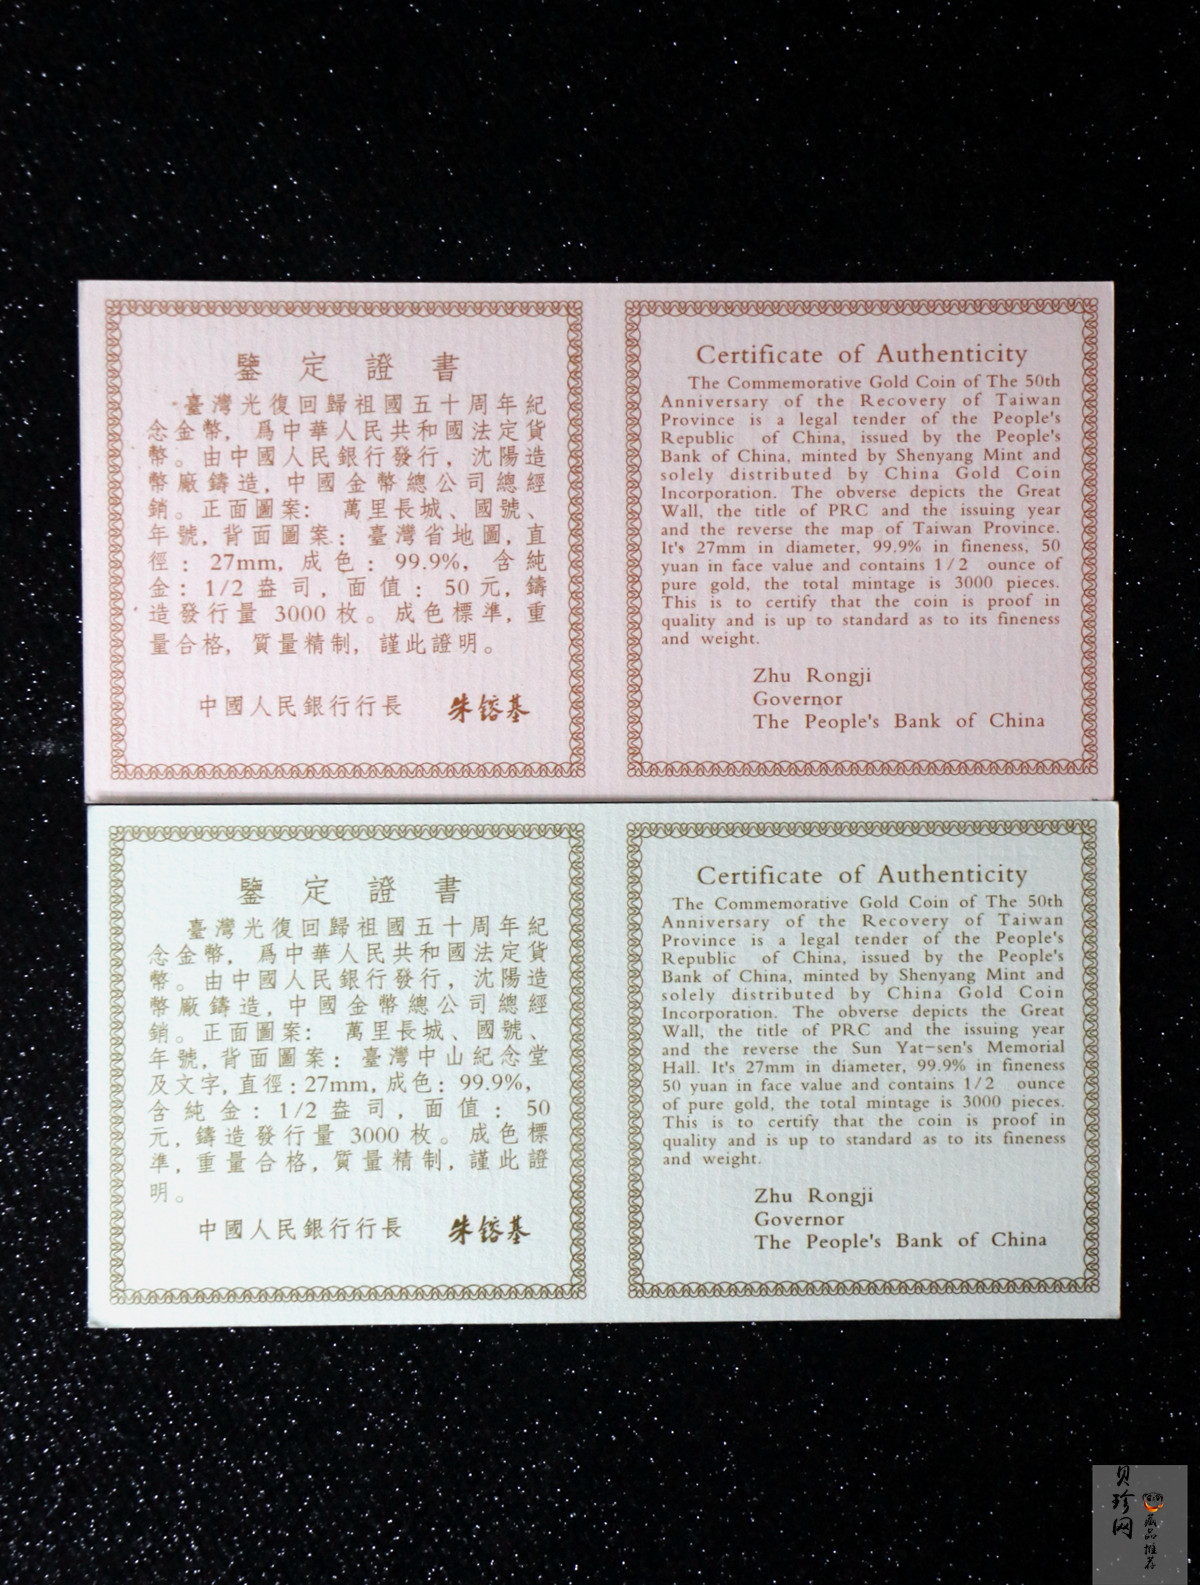 鑒定證書
臺灣光復回歸祖國五十周年紀
念金幣，爲中華人民共和國法定貨
幣。由中國人民銀行發行，沈陽造
幣廠鑄造，中國金幣總公司總經
銷。正面圖案： 萬里長城、國號、
年號，背面圖案：臺灣省地圖，直
徑：27mm，成色：99.9%，含純
金：1/2盎司，面值：50元，鑄
造發行量 3000枚。成色標準，重
量合格，質量精制，謹此證明。
中國人民銀行行長 朱鎔基
Certificate of Authenticity
The Commemorative Gold Coin of The 50th
Anniversary of the Recovery of Taiwan
Province is a legal tender of the People's
Republic of China, issued by the People's
Bank of China, minted by Shenyang Mint and
solely distributed by China Gold Coin
Incorporation. The obverse depicts the Great
Wall, the title of PRC and the issuing year
and the reverse the map of Taiwan Province.
It's 27mm in diameter, 99.9% in fineness, 50
yuan in face value and contains 1/2 ounce of
pure gold, the total mintage is 3000 pieces.
This is to certify that the coin is proof in
quality and is up to standard as to its fineness
and weight.
Zhu Rongji
Governor
The People's Bank of China
鑒定證書
臺灣光復回歸祖國五十周年紀
念金幣，爲中華人民共和國法定貨
幣。由中國人民銀行發行，沈陽造
幣廠鑄造，中國金幣總公司總經
銷。正面圖案： 萬里長城、國號、
年號，背面圖案：臺灣中山紀念堂
及文字，直徑：27mm，成色：99.9%，
含純金：1/2盎司，面值：50
元，鑄造發行量 3000枚。成色標
準，重量合格，質量精制，謹此證
明。
中國人民銀行行長 朱鎔基
Certificate of Authenticity
The Commemorative Gold Coin of The 50th
Anniversary of the Recovery of Taiwan
Province is a legal tender of the People's
Republic of China, issued by the People's
Bank of China, minted by Shenyang Mint and
solely distributed by China Gold Coin
Incorporation. The obverse depicts the Great
Wall, the title of PRC and the issuing year
and the reverse the Sun Yat-sen's Memorial
Hall. It's 27mm in diameter, 99.9% in fineness
50 yuan in face value and contains 1/2 ounce
of pure gold, the total mintage is 3000 pieces.
This is to certify that the coin is proof in
quality and is up to standard as to its fineness
and weight.
Zhu Rongji
Governor
The People's Bank of China
贝珍网
藏品推荐